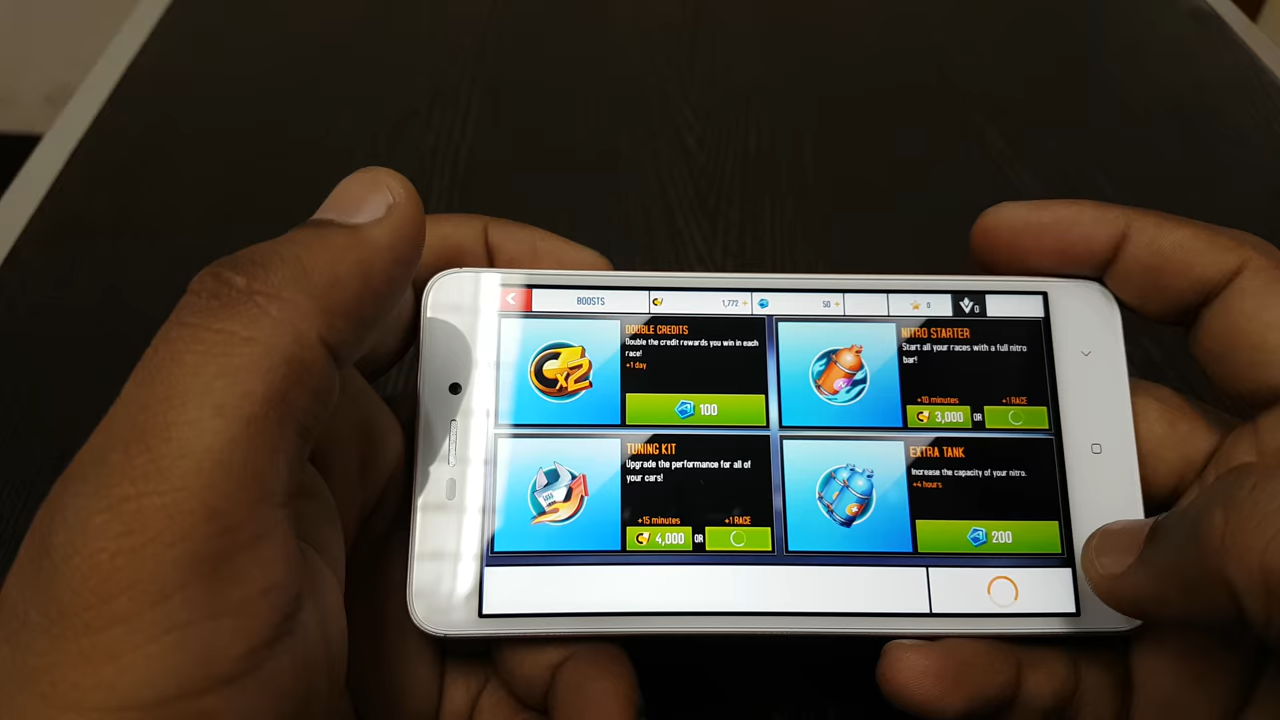 BOOSTS
1,772 +
50 +
0
0
DOUBLE CREDITS
Double the credit rewards you win in each
race!
+1 day
x2
100
NITRO STARTER
Start all your races with a full nitro
bar!
+10 minutes
3,000
OR
+1 RACE
TUNING KIT
Upgrade the performance for all of
your cars!
+15 minutes
4,000
OR
+1 RACE
EXTRA TANK
Increase the capacity of your nitro.
+4 hours
200